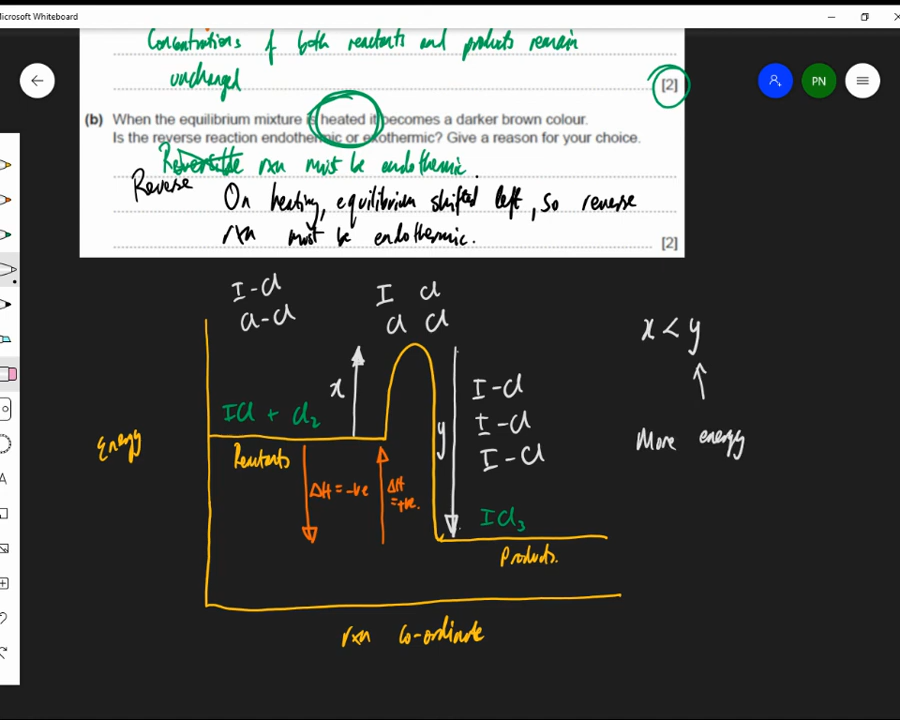 Microsoft Whiteboard
Concentrations of both reactants and products remain
unchanged
[2]
PN
(b) When the equilibrium mixture is heated it becomes a darker brown colour.
Is the reverse reaction endothermic or exothermic? Give a reason for your choice.
Reversible rxn must be endothermic.
Reverse
On heating, equilibrium shifted left, so reverse
rxn must be endothermic.
[2]
I-Cl
Cl-Cl
I Cl
Cl Cl
x < y
More energy
x
y
I-Cl
I-Cl
I-Cl
ICl + Cl2
Energy
Reactants
ΔH = -ve
ΔH
= +ve.
ICl3
Products.
rxn co-ordinate